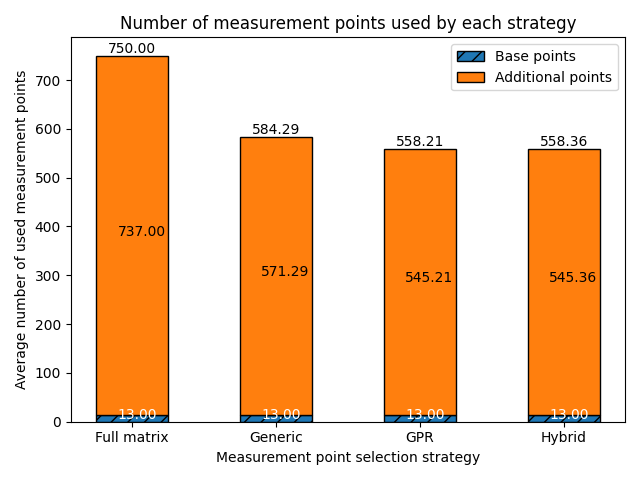 Number of measurement points used by each strategy
Base points
Additional points
Average number of used measurement points
700
600
500
400
300
200
100
0
750.00
584.29
558.21
558.36
737.00
571.29
545.21
545.36
13.00
13.00
13.00
13.00
Full matrix
Generic
GPR
Hybrid
Measurement point selection strategy